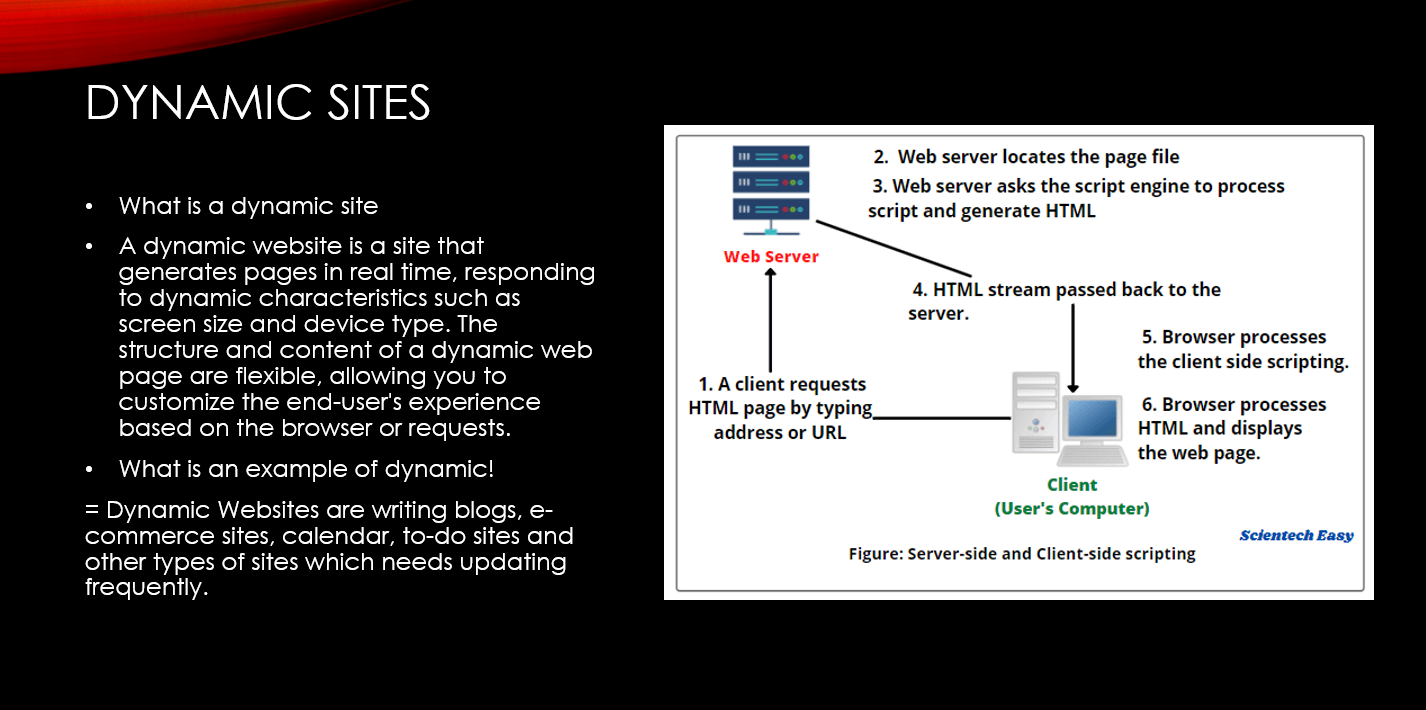 DYNAMIC SITES
• What is a dynamic site
• A dynamic website is a site that
generates pages in real time, responding
to dynamic characteristics such as
screen size and device type. The
structure and content of a dynamic web
page are flexible, allowing you to
customize the end-user's experience
based on the browser or requests.
• What is an example of dynamic!
= Dynamic Websites are writing blogs, e-
commerce sites, calendar, to-do sites and
other types of sites which needs updating
frequently.
2. Web server locates the page file
3. Web server asks the script engine to process
script and generate HTML
Web Server
4. HTML stream passed back to the
server.
5. Browser processes
the client side scripting.
1. A client requests
HTML page by typing
address or URL
6. Browser processes
HTML and displays
the web page.
Client
(User's Computer)
Scientech Easy
Figure: Server-side and Client-side scripting